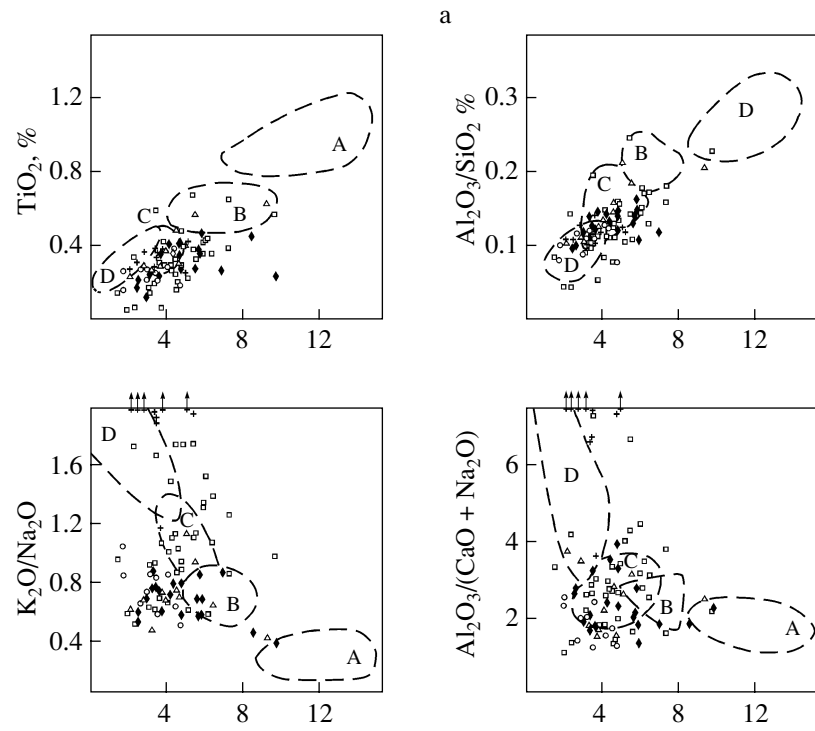 a
TiO2, %
1.2
0.8
0.4
A
B
C
D
4 8 12
Al2O3/SiO2 %
0.3
0.2
0.1
D
B
C
D
4 8 12
K2O/Na2O
1.6
1.2
0.8
0.4
D
C
B
A
4 8 12
Al2O3/(CaO + Na2O)
6
4
2
D
C
B
A
4 8 12